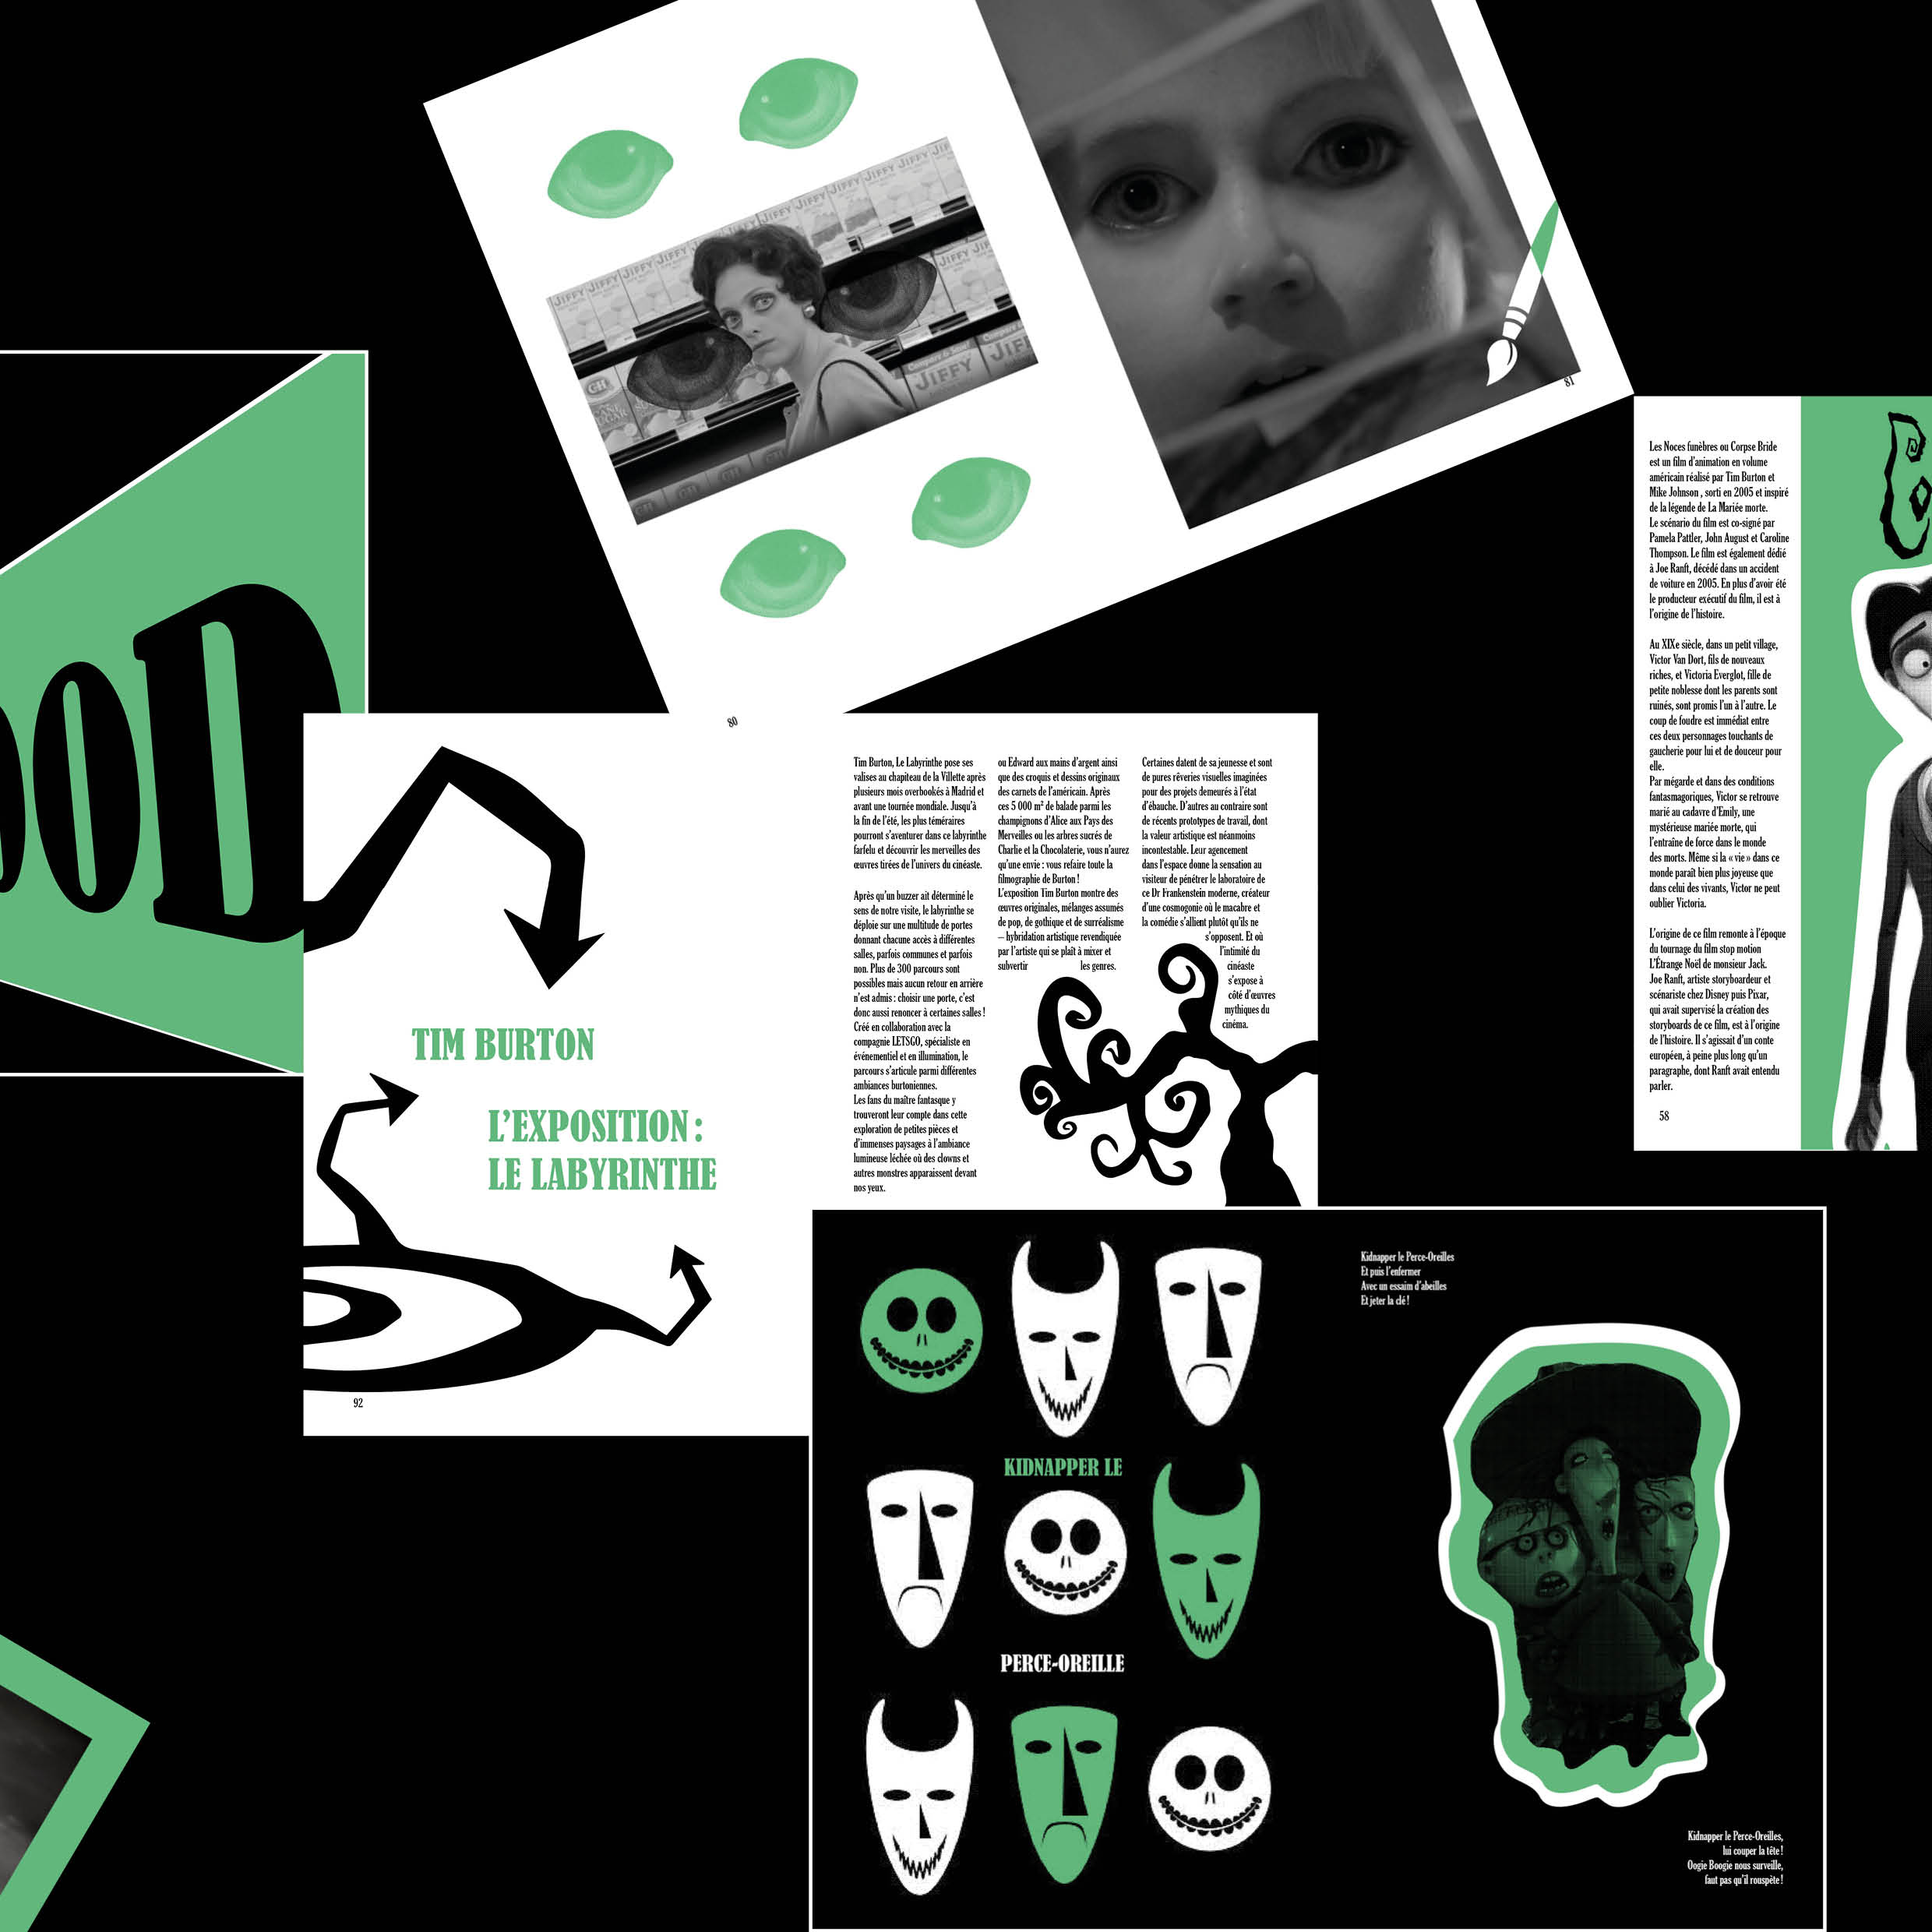 JIFFY JIFFY JIFFY JIFFY JIFFY
JIFFY JIFFY JIFFY
C&H
JIFFY
81
80
OOD
TIM BURTON
L'EXPOSITION :
LE LABYRINTHE
92
Tim Burton, Le Labyrinthe pose ses
valises au chapiteau de la Villette après
plusieurs mois overbookés à Madrid et
avant une tournée mondiale. Jusqu'à
la fin de l'été, les plus téméraires
pourront s'aventurer dans ce labyrinthe
farfelu et découvrir les merveilles des
œuvres tirées de l'univers du cinéaste.
Après qu'un buzzer ait déterminé le
sens de notre visite, le labyrinthe se
déploie sur une multitude de portes
donnant chacune accès à différentes
salles, parfois communes et parfois
non. Plus de 300 parcours sont
possibles mais aucun retour en arrière
n'est admis : choisir une porte, c'est
donc aussi renoncer à certaines salles !
Créé en collaboration avec la
compagnie LETSGO, spécialiste en
événementiel et en illumination, le
parcours s'articule parmi différentes
ambiances burtoniennes.
Les fans du maître fantasque y
trouveront leur compte dans cette
exploration de petites pièces et
d'immenses paysages à l'ambiance
lumineuse léchée où des clowns et
autres monstres apparaissent devant
nos yeux.
ou Edward aux mains d'argent ainsi
que des croquis et dessins originaux
des carnets de l'américain. Après
ces 5 000 m² de balade parmi les
champignons d'Alice aux Pays des
Merveilles ou les arbres sucrés de
Charlie et la Chocolaterie, vous n'aurez
qu'une envie : vous refaire toute la
filmographie de Burton !
L'exposition Tim Burton montre des
œuvres originales, mélanges assumés
de pop, de gothique et de surréalisme
– hybridation artistique revendiquée
par l'artiste qui se plaît à mixer et
subvertir les genres.
Certaines datent de sa jeunesse et sont
de pures rêveries visuelles imaginées
pour des projets demeurés à l'état
d'ébauche. D'autres au contraire sont
de récents prototypes de travail, dont
la valeur artistique est néanmoins
incontestable. Leur agencement
dans l'espace donne la sensation au
visiteur de pénétrer le laboratoire de
ce Dr Frankenstein moderne, créateur
d'une cosmogonie où le macabre et
la comédie s'allient plutôt qu'ils ne
s'opposent. Et où
l'intimité du
cinéaste
s'expose à
côté d'œuvres
mythiques du
cinéma.
Les Noces funèbres ou Corpse Bride
est un film d'animation en volume
américain réalisé par Tim Burton et
Mike Johnson , sorti en 2005 et inspiré
de la légende de La Mariée morte.
Le scénario du film est co-signé par
Pamela Pattler, John August et Caroline
Thompson. Le film est également dédié
à Joe Ranft, décédé dans un accident
de voiture en 2005. En plus d'avoir été
le producteur exécutif du film, il est à
l'origine de l'histoire.
Au XIXe siècle, dans un petit village,
Victor Van Dort, fils de nouveaux
riches, et Victoria Everglot, fille de
petite noblesse dont les parents sont
ruinés, sont promis l'un à l'autre. Le
coup de foudre est immédiat entre
ces deux personnages touchants de
gaucherie pour lui et de douceur pour
elle.
Par mégarde et dans des conditions
fantasmagoriques, Victor se retrouve
marié au cadavre d'Emily, une
mystérieuse mariée morte, qui
l'entraîne de force dans le monde
des morts. Même si la « vie » dans ce
monde paraît bien plus joyeuse que
dans celui des vivants, Victor ne peut
oublier Victoria.
L'origine de ce film remonte à l'époque
du tournage du film stop motion
L'Étrange Noël de monsieur Jack.
Joe Ranft, artiste storyboardeur et
scénariste chez Disney puis Pixar,
qui avait supervisé la création des
storyboards de ce film, est à l'origine
de l'histoire. Il s'agissait d'un conte
européen, à peine plus long qu'un
paragraphe, dont Ranft avait entendu
parler.
58
KIDNAPPER LE
PERCE-OREILLE
Kidnapper le Perce-Oreilles
Et puis l'enfermer
Avec un essaim d'abeilles
Et jeter la clé !
Kidnapper le Perce-Oreilles,
lui couper la tête !
Oogie Boogie nous surveille,
faut pas qu'il rouspète !